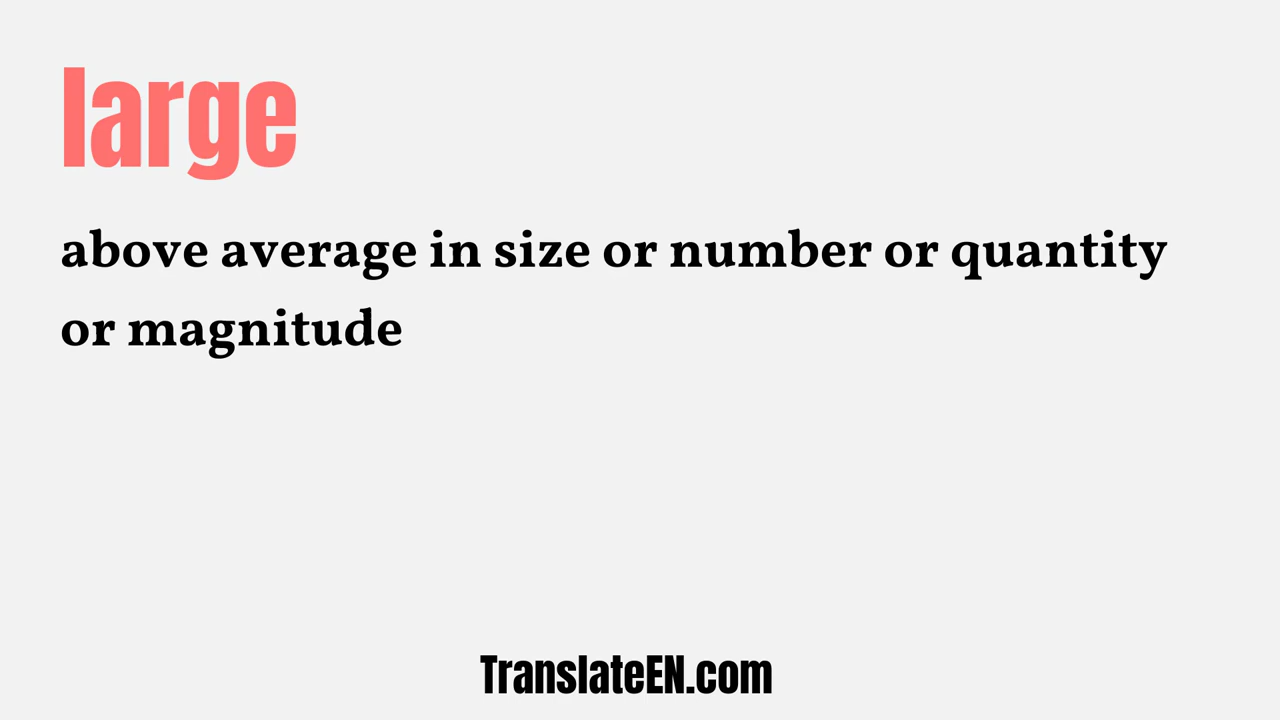 large
above average in size or number or quantity
or magnitude
TranslateEN.com